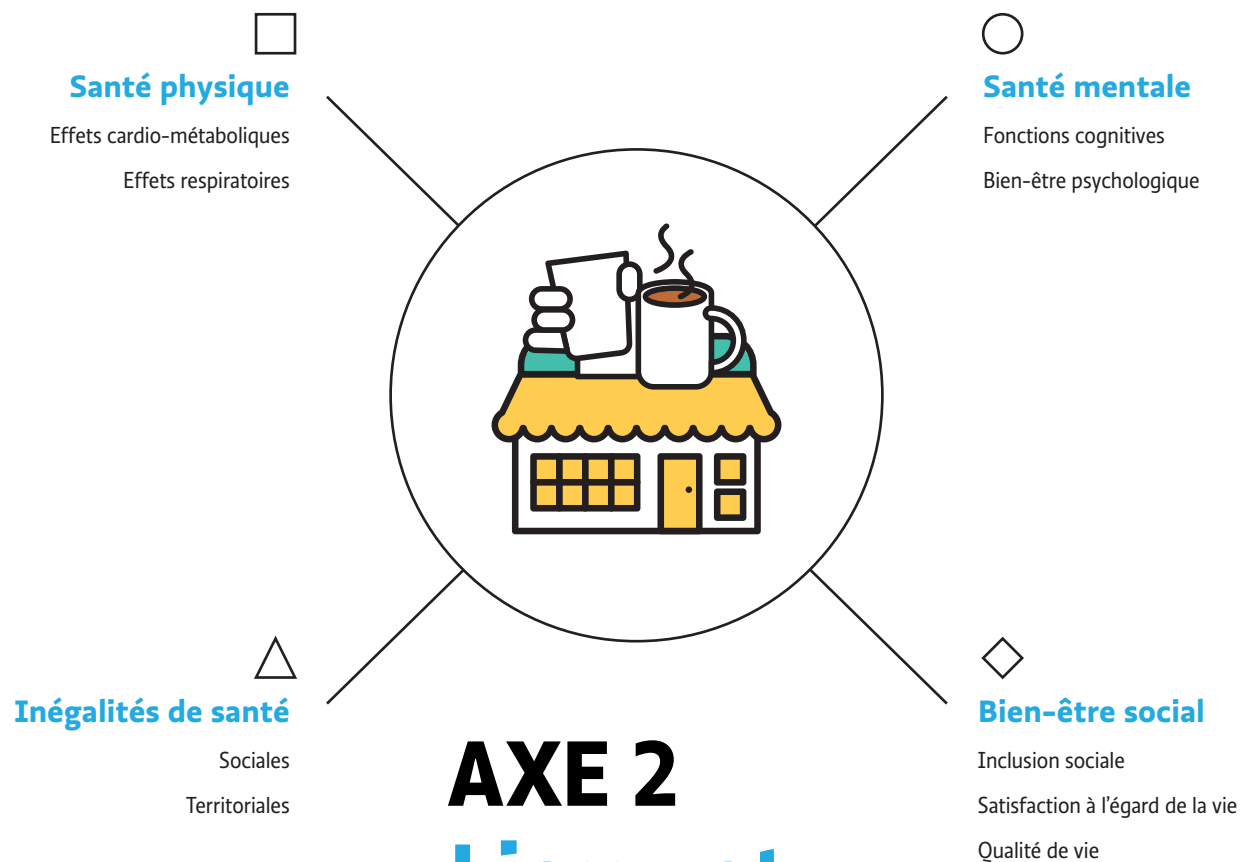 Santé physique
Effets cardio-métaboliques
Effets respiratoires
Santé mentale
Fonctions cognitives
Bien-être psychologique
Inégalités de santé
Sociales
Territoriales
AXE 2
Bien-être social
Inclusion sociale
Satisfaction à l'égard de la vie
Qualité de vie